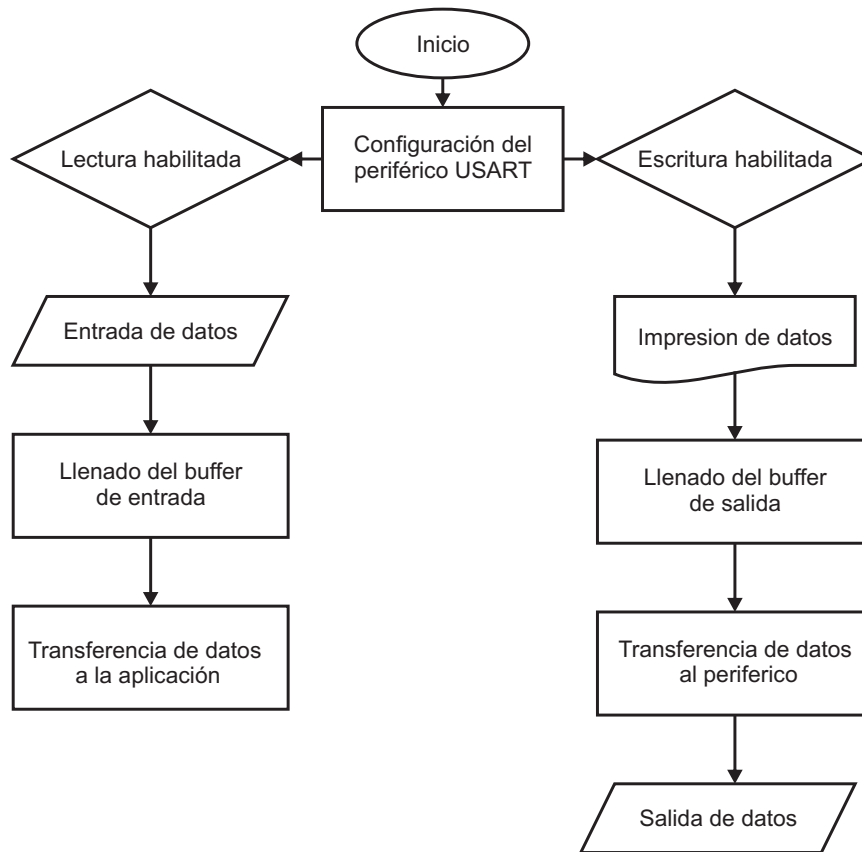 Inicio
Configuración del
periférico USART
Lectura habilitada
Escritura habilitada
Entrada de datos
Impresion de datos
Llenado del buffer
de entrada
Llenado del buffer
de salida
Transferencia de datos
a la aplicación
Transferencia de datos
al periferico
Salida de datos